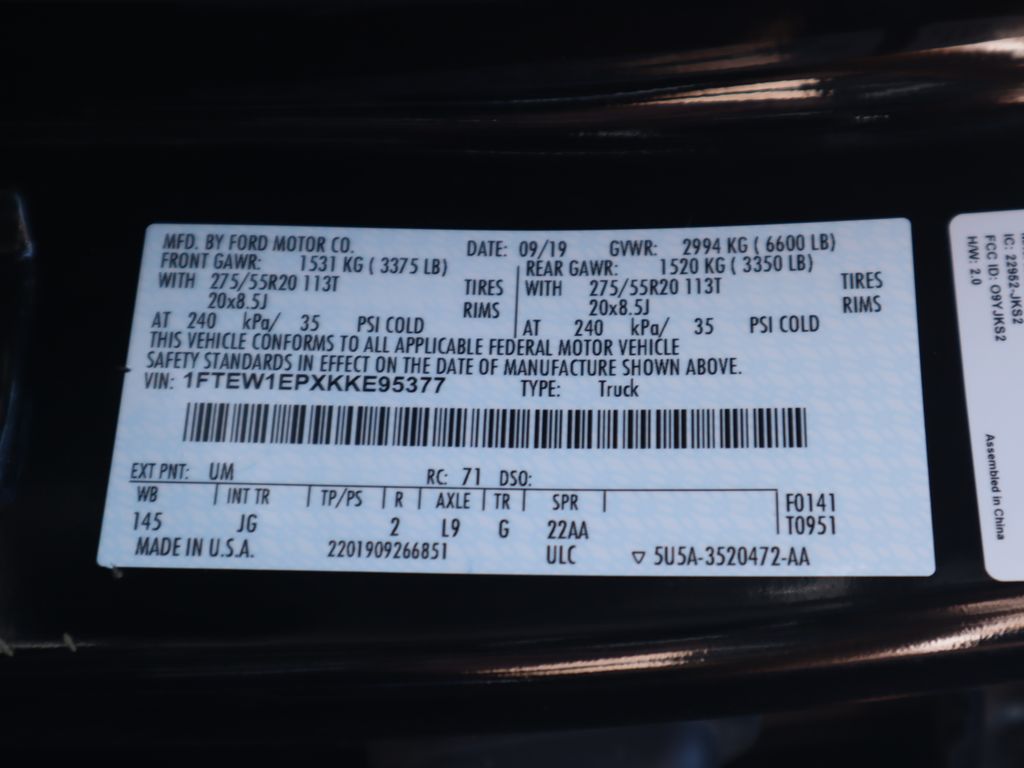 MFD. BY FORD MOTOR CO. DATE: 09/19 GVWR: 2994 KG ( 6600 LB)
FRONT GAWR: 1531 KG ( 3375 LB) REAR GAWR: 1520 KG ( 3350 LB)
WITH 275/55R20 113T TIRES WITH 275/55R20 113T TIRES
20x8.5J RIMS 20x8.5J RIMS
AT 240 kPa/ 35 PSI COLD AT 240 kPa/ 35 PSI COLD
THIS VEHICLE CONFORMS TO ALL APPLICABLE FEDERAL MOTOR VEHICLE
SAFETY STANDARDS IN EFFECT ON THE DATE OF MANUFACTURE SHOWN ABOVE.
VIN: 1FTEW1EPXKKE95377 TYPE: Truck
EXT PNT: UM RC: 71 DSO:
WB INT TR TP/PS R AXLE TR SPR F0141
145 JG 2 L9 G 22AA T0951
MADE IN U.S.A. 2201909266851 ULC 5U5A-3520472-AA
IC: 22952-JKS2
FCC ID: O9YJKS2
H/W: 2.0
Assembled in China